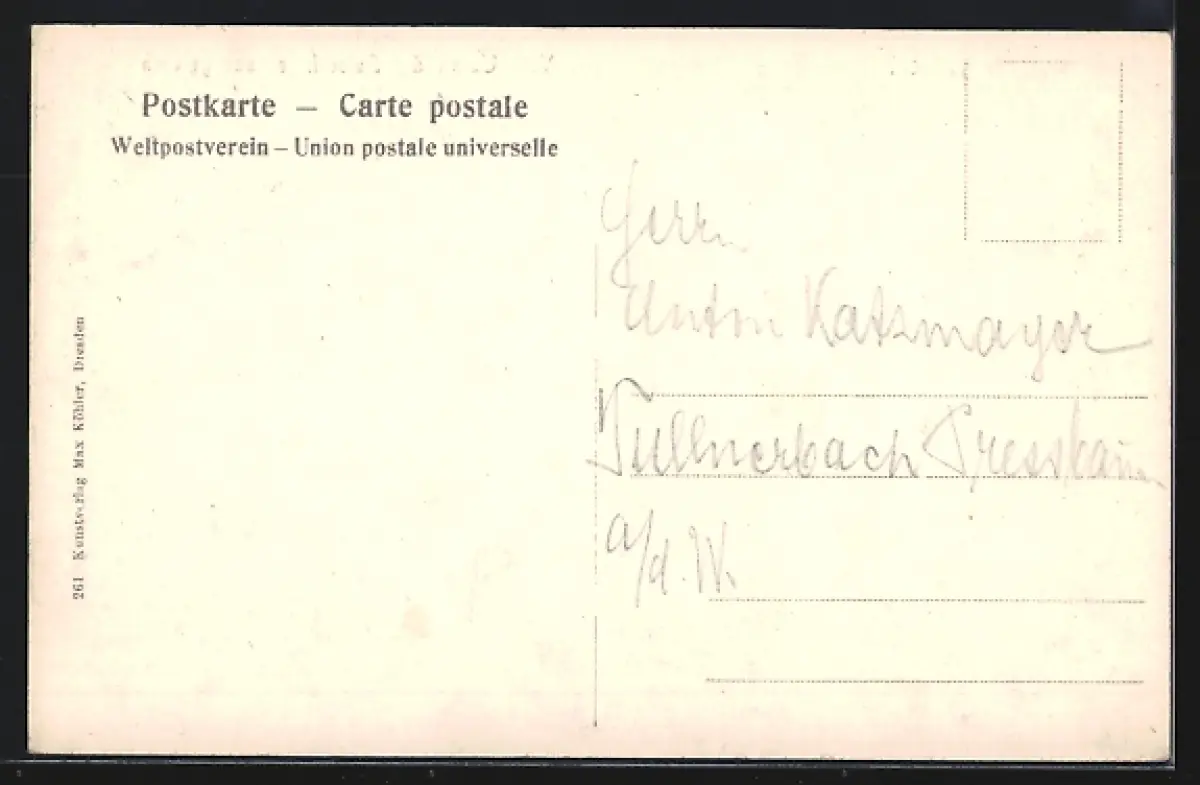 Postkarte — Carte postale
Weltpostverein – Union postale universelle
Herrn
Anton Katzmayer
Tullnerbach Pressbaum
a/d. W.
261 Kunstverlag Max Köhler, Dresden